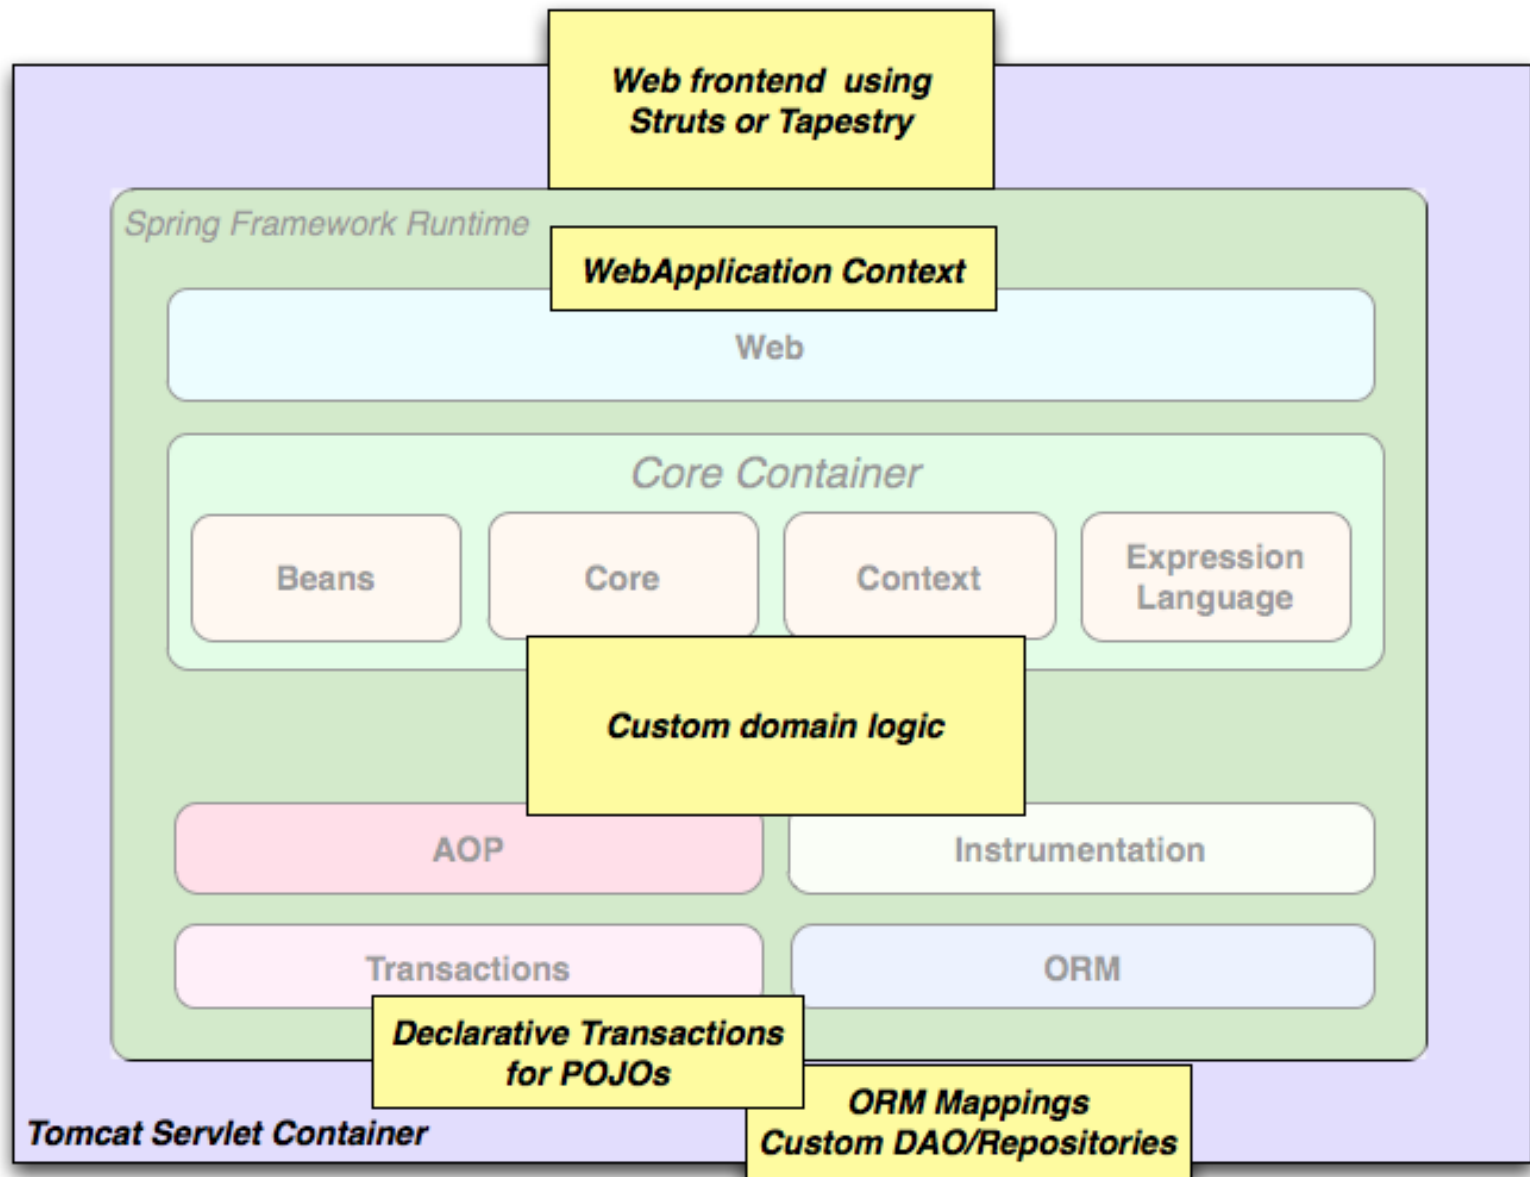 Web frontend using
Struts or Tapestry
Spring Framework Runtime
WebApplication Context
Web
Core Container
Beans
Core
Context
Expression
Language
Custom domain logic
AOP
Instrumentation
Transactions
ORM
Declarative Transactions
for POJOs
ORM Mappings
Custom DAO/Repositories
Tomcat Servlet Container